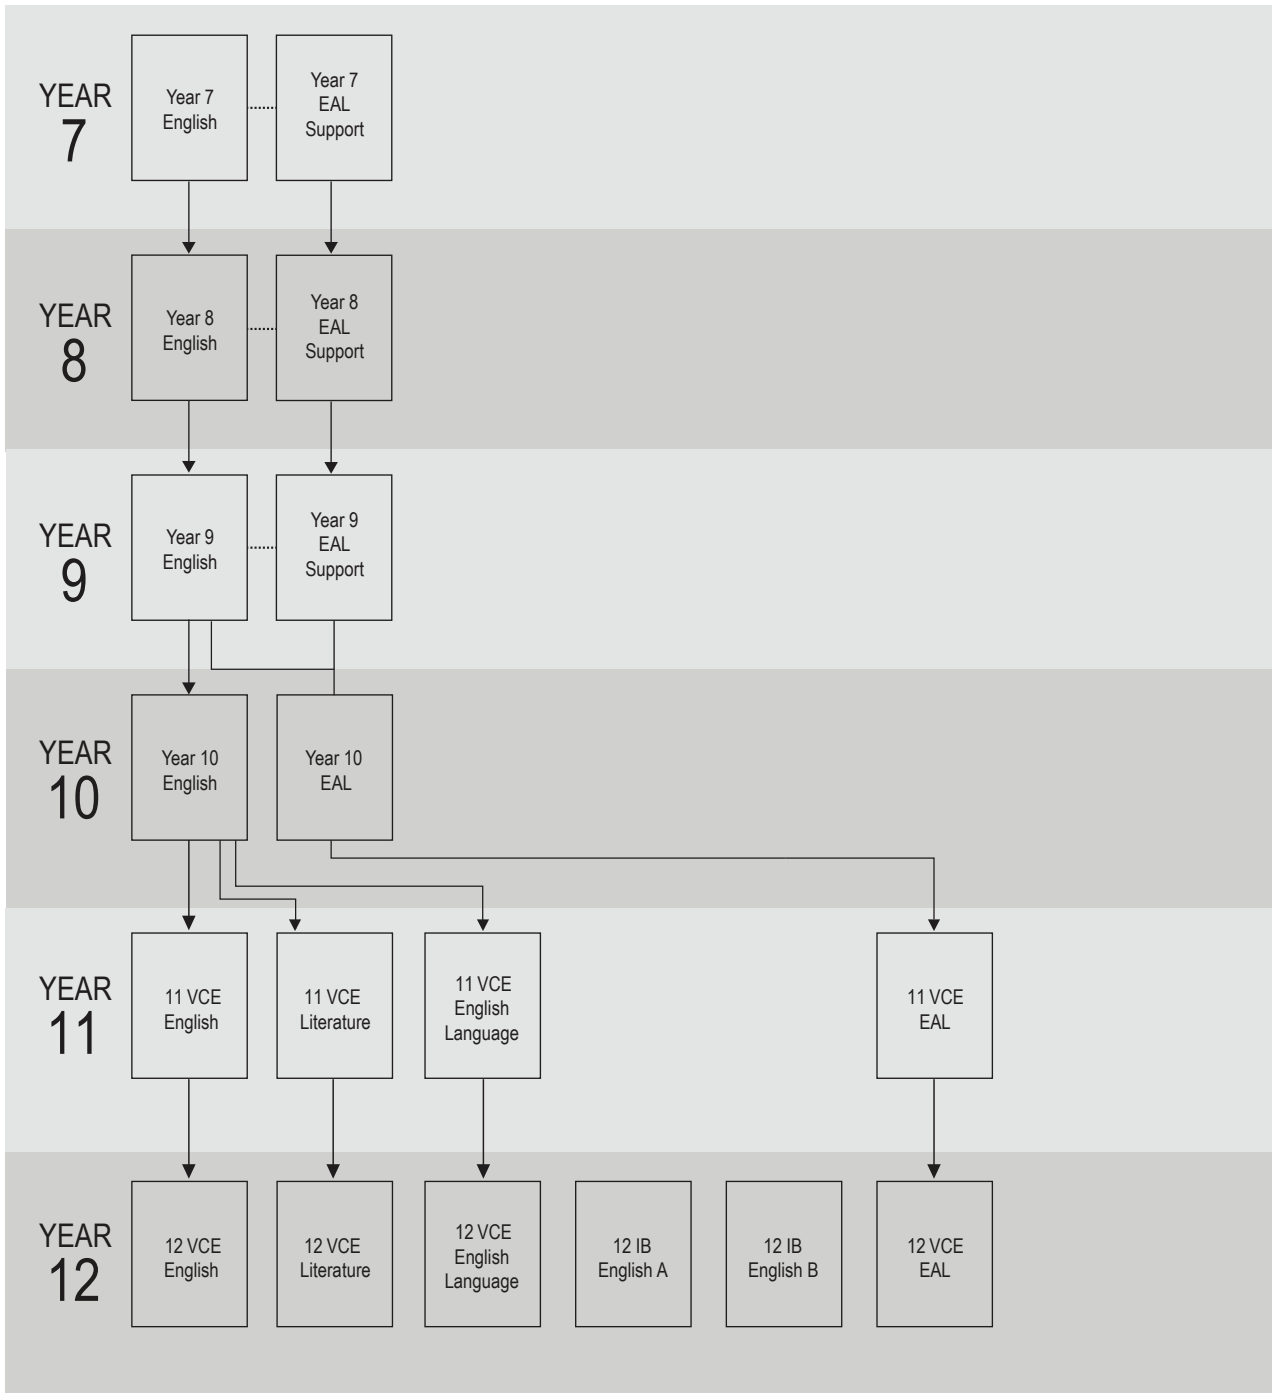 YEAR
7
Year 7
English
Year 7
EAL
Support
YEAR
8
Year 8
English
Year 8
EAL
Support
YEAR
9
Year 9
English
Year 9
EAL
Support
YEAR
10
Year 10
English
Year 10
EAL
YEAR
11
11 VCE
English
11 VCE
Literature
11 VCE
English
Language
11 VCE
EAL
YEAR
12
12 VCE
English
12 VCE
Literature
12 VCE
English
Language
12 IB
English A
12 IB
English B
12 VCE
EAL